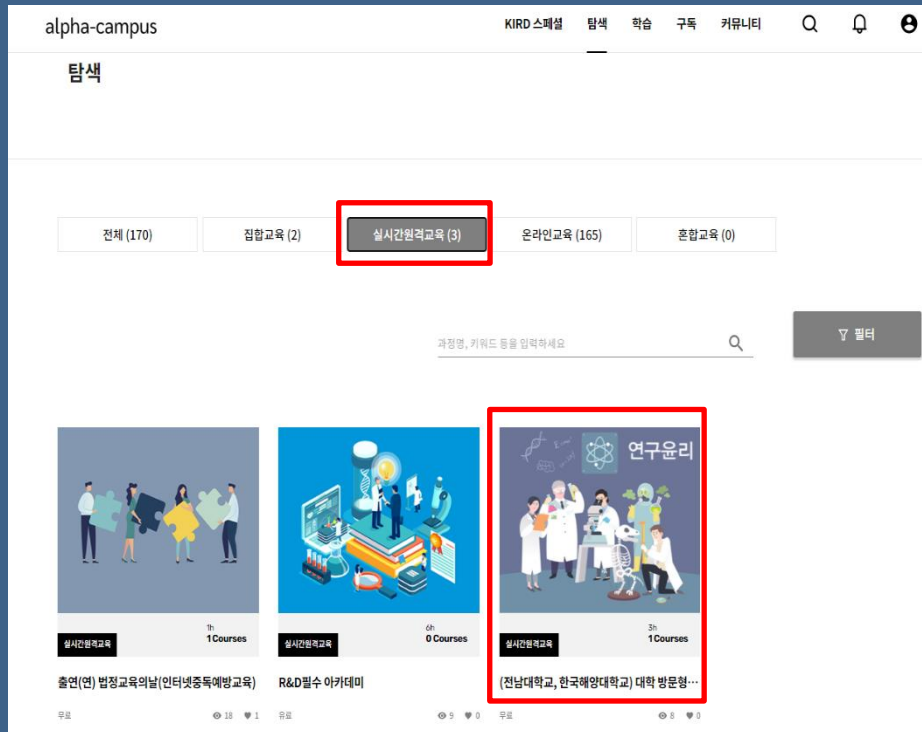 alpha-campus
KIRD 스페셜 탐색 학습 구독 커뮤니티
탐색
전체 (170) 집합교육 (2) 실시간원격교육 (3) 온라인교육 (165) 혼합교육 (0)
과정명, 키워드 등을 입력하세요
필터
연구윤리
실시간원격교육 1h
1 Courses
실시간원격교육 6h
0 Courses
실시간원격교육 3h
1 Courses
출연(연) 법정교육의날(인터넷중독예방교육) R&D필수 아카데미 (전남대학교, 한국해양대학교) 대학 방문형…
무료 18 1 유료 9 0 무료 8 0